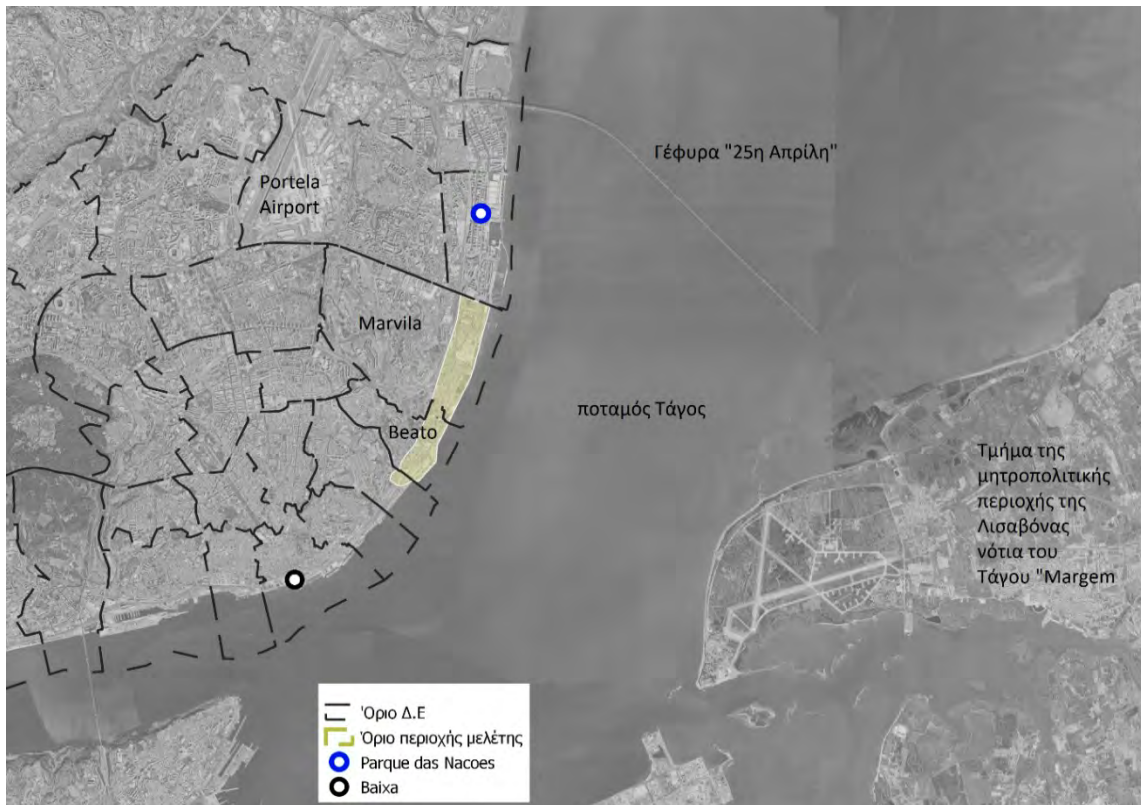 Γέφυρα "25η Απρίλη"
Portela
Airport
Marvila
Beato
ποταμός Τάγος
Τμήμα της
μητροπολιτικής
περιοχής της
Λισαβόνας
νότια του
Τάγου "Margem
Όριο Δ.Ε
Όριο περιοχής μελέτης
Parque das Nacoes
Baixa